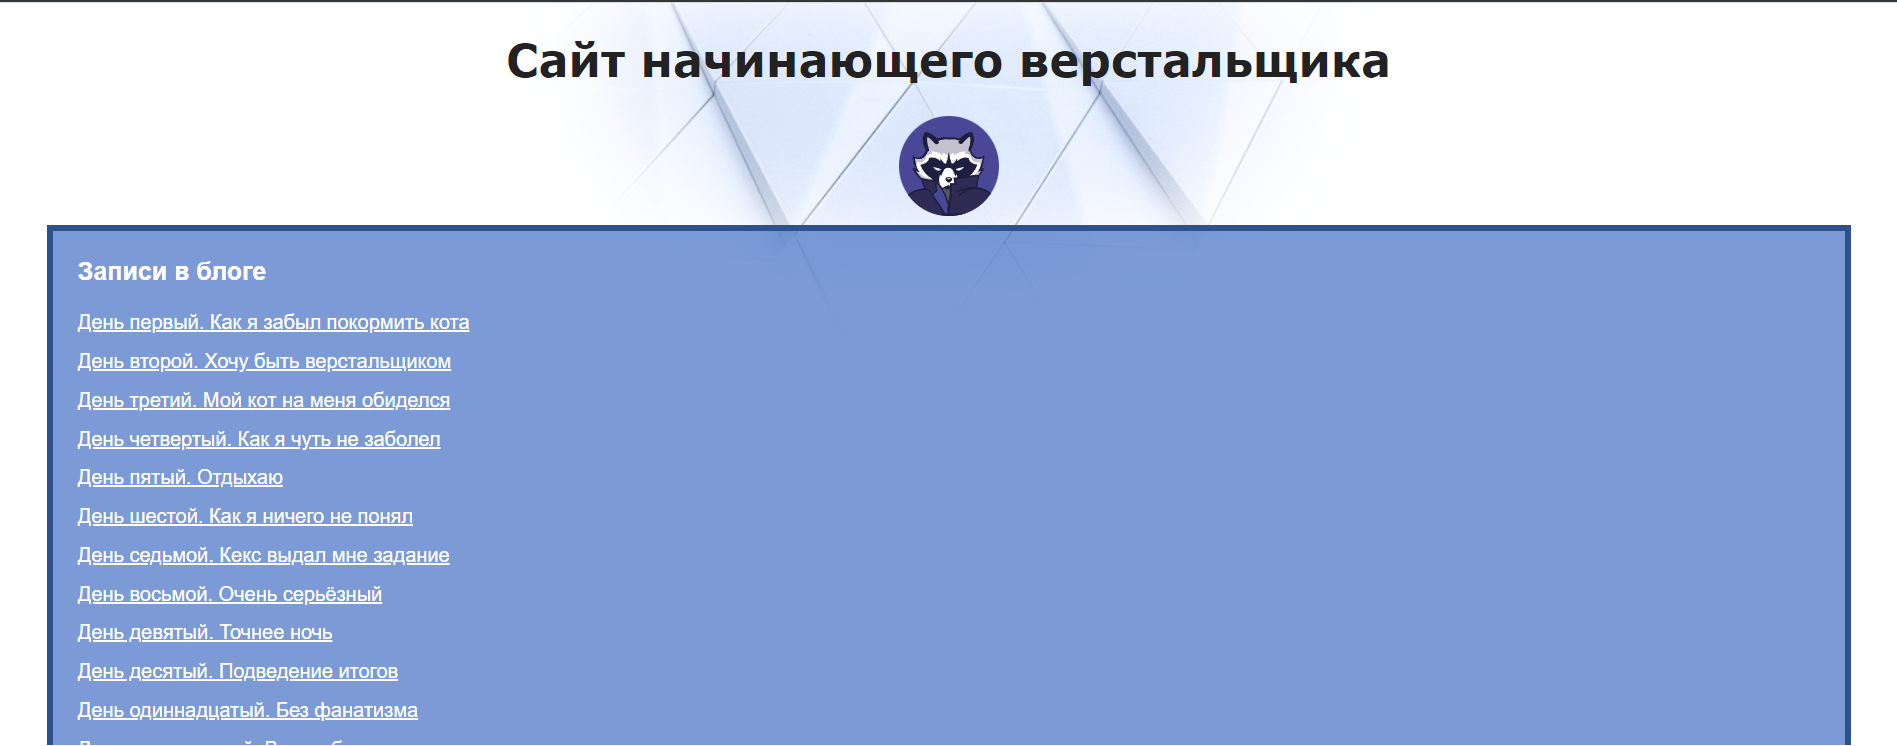 Сайт начинающего верстальщика
Записи в блоге
День первый. Как я забыл покормить кота
День второй. Хочу быть верстальщиком
День третий. Мой кот на меня обиделся
День четвертый. Как я чуть не заболел
День пятый. Отдыхаю
День шестой. Как я ничего не понял
День седьмой. Кекс выдал мне задание
День восьмой. Очень серьёзный
День девятый. Точнее ночь
День десятый. Подведение итогов
День одиннадцатый. Без фанатизма